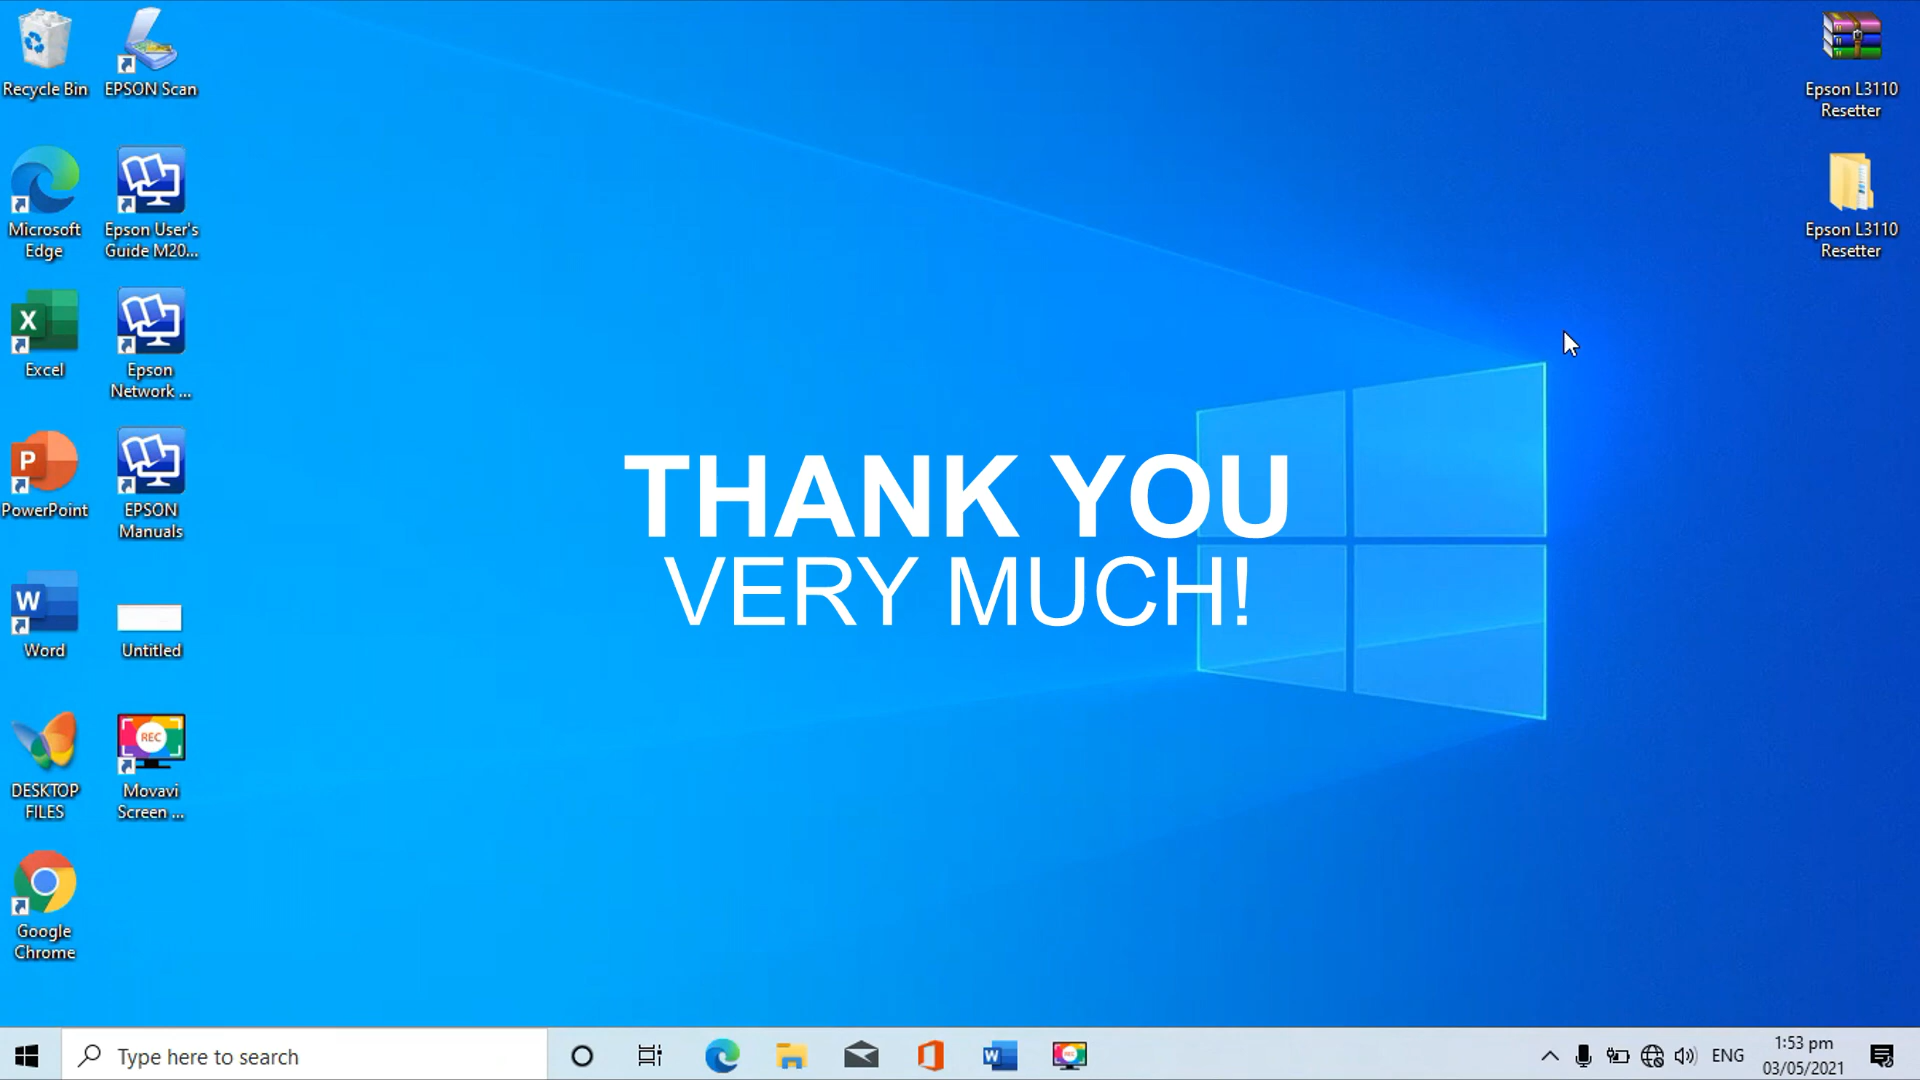 Recycle Bin
EPSON Scan
Microsoft
Edge
Epson User's
Guide M20...
Excel
Epson
Network ...
PowerPoint
EPSON
Manuals
Word
Untitled
DESKTOP
FILES
Movavi
Screen ...
REC
Google
Chrome
Epson L3110
Resetter
Epson L3110
Resetter
THANK YOU
VERY MUCH!
Type here to search
ENG
1:53 pm
03/05/2021